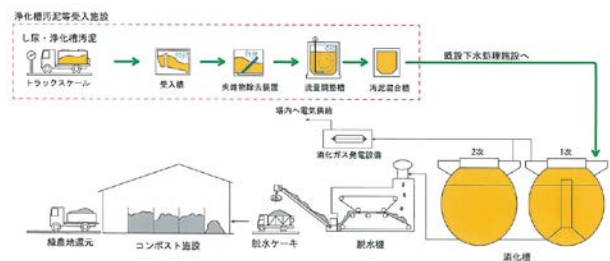 浄化槽汚泥等受入施設
し尿・浄化槽汚泥
トラックスケール
受入槽
夾雑物除去装置
流量調整槽
汚泥混合槽
既設下水処理施設へ
場内へ電気供給
消化ガス発電設備
2次
1次
緑農地還元
コンポスト施設
脱水ケーキ
脱水機
消化槽